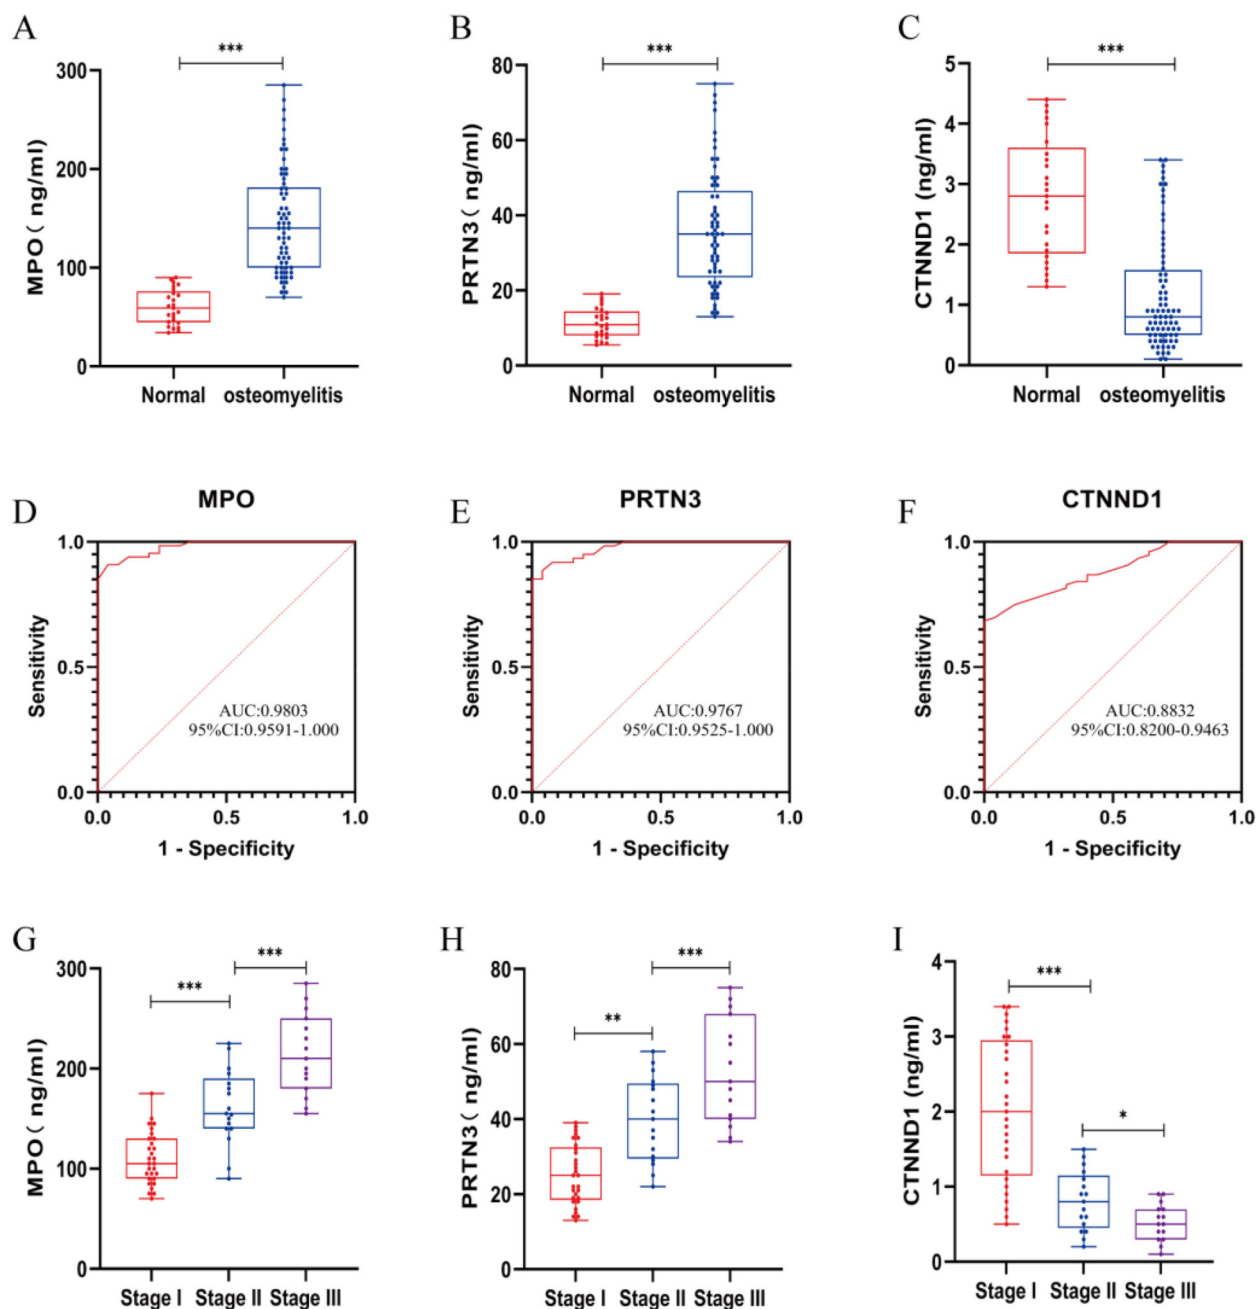 A
B
C
***
***
***
MPO( ng/ml)
300
200
100
0
Normal
osteomyelitis
PRTN3( ng/ml)
80
60
40
20
0
Normal
osteomyelitis
CTNND1 (ng/ml)
5
4
3
2
1
0
Normal
osteomyelitis
D
MPO
Sensitivity
1.0
0.5
0.0
AUC:0.9803
95%CI:0.9591-1.000
0.0
0.5
1.0
1 - Specificity
E
PRTN3
Sensitivity
1.0
0.5
0.0
AUC:0.9767
95%CI:0.9525-1.000
0.0
0.5
1.0
1 - Specificity
F
CTNND1
Sensitivity
1.0
0.5
0.0
AUC:0.8832
95%CI:0.8200-0.9463
0.0
0.5
1.0
1 - Specificity
G
MPO( ng/ml)
300
200
100
0
***
***
Stage I
Stage II
Stage III
H
PRTN3( ng/ml)
80
60
40
20
0
**
***
Stage I
Stage II
Stage III
I
CTNND1 (ng/ml)
4
3
2
1
0
***
*
Stage I
Stage II
Stage III